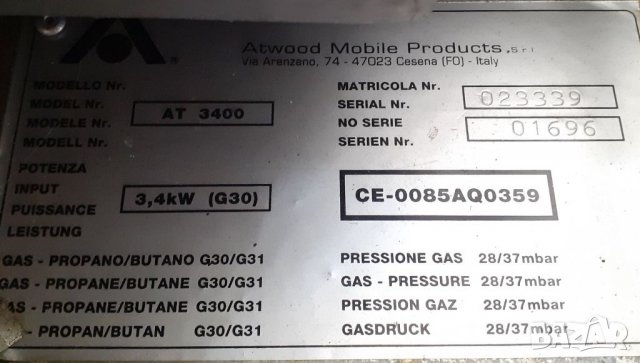 Atwood Mobile Products, S.r.l.
Via Arenzano, 74 - 47023 Cesena (FO) - Italy
®
MODELLO Nr.
MODEL Nr.
MODELE Nr.
MODELL Nr.
AT 3400
MATRICOLA Nr.
SERIAL Nr.
NO SERIE
SERIEN Nr.
023339
01696
POTENZA
INPUT
PUISSANCE
LEISTUNG
3,4kW (G30)
CE-0085AQ0359
GAS - PROPANO/BUTANO G30/G31
GAS - PROPANE/BUTANE G30/G31
AS - PROPANE/BUTANE G30/G31
- PROPAN/BUTAN G30/G31
PRESSIONE GAS 28/37mbar
GAS - PRESSURE 28/37mbar
PRESSION GAZ 28/37mbar
GASDRUCK 28/37mbar